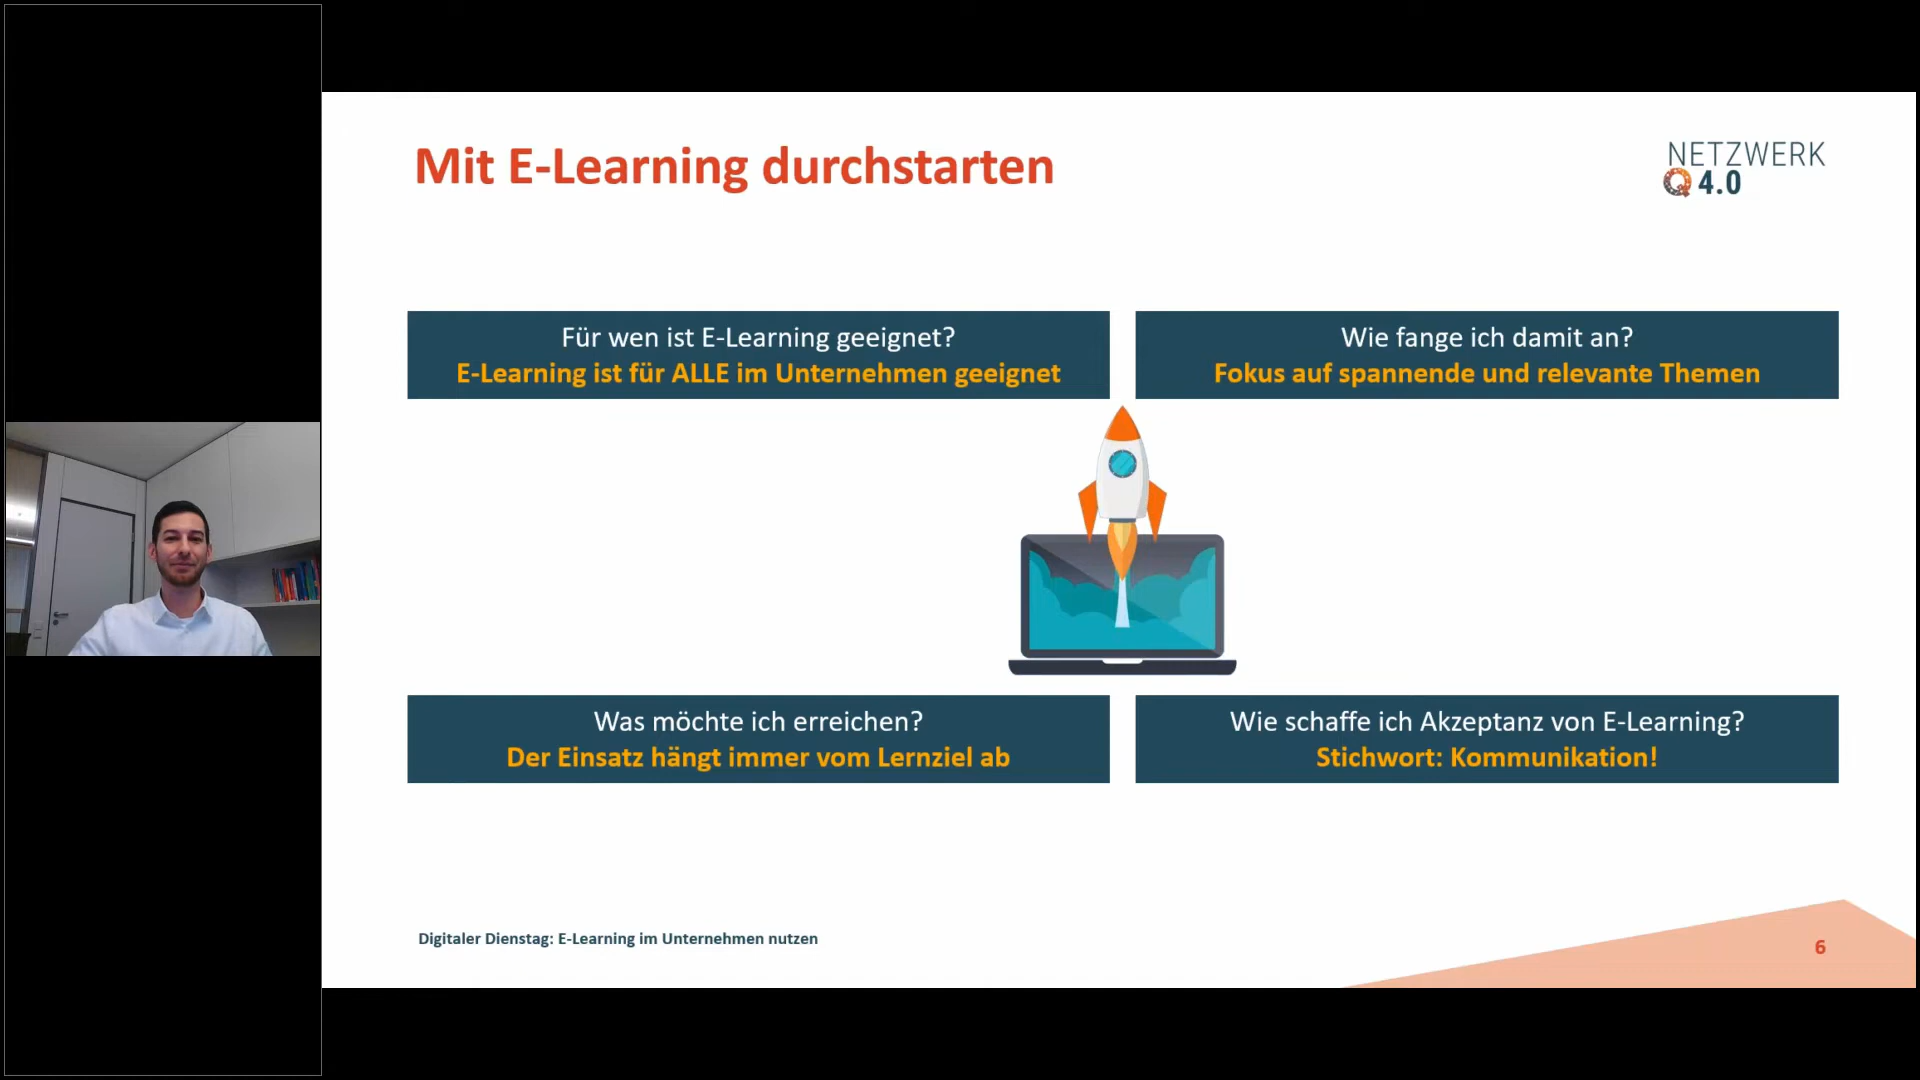 Mit E-Learning durchstarten
NETZWERK
Q 4.0
Für wen ist E-Learning geeignet?
E-Learning ist für ALLE im Unternehmen geeignet
Wie fange ich damit an?
Fokus auf spannende und relevante Themen
Was möchte ich erreichen?
Der Einsatz hängt immer vom Lernziel ab
Wie schaffe ich Akzeptanz von E-Learning?
Stichwort: Kommunikation!
Digitaler Dienstag: E-Learning im Unternehmen nutzen
6